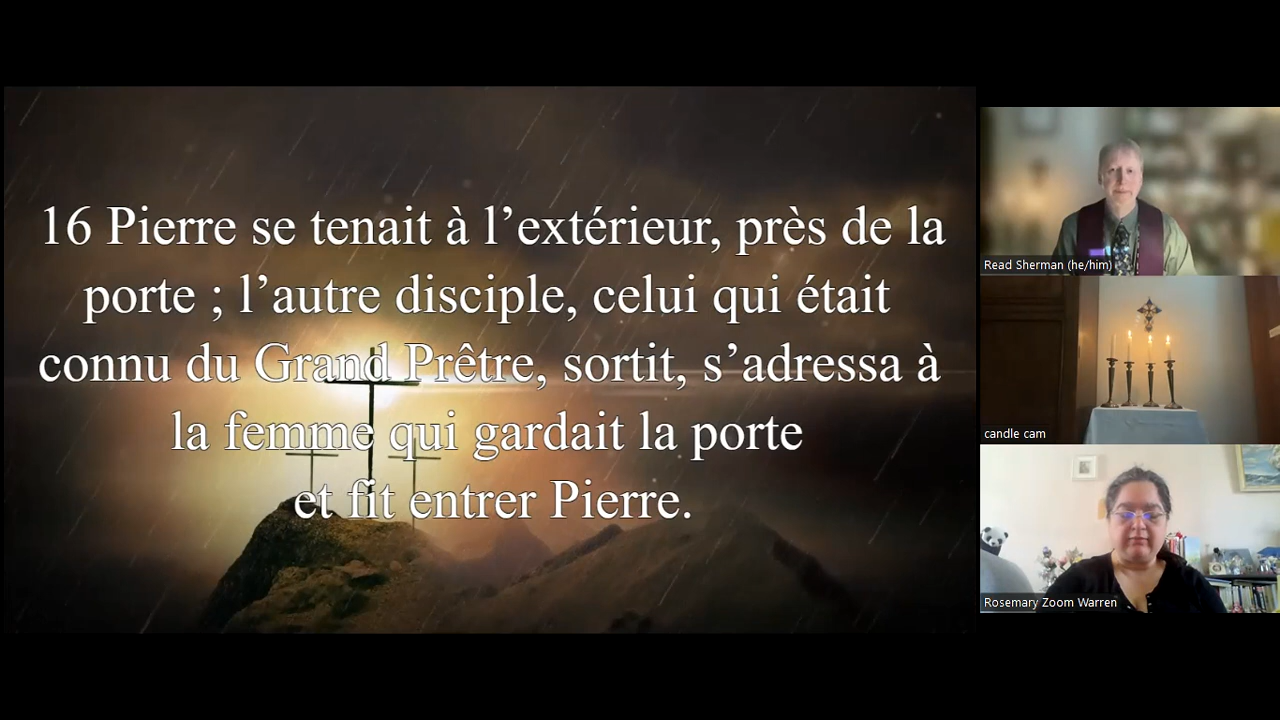 16 Pierre se tenait à l’extérieur, près de la
porte ; l’autre disciple, celui qui était
connu du Grand Prêtre, sortit, s’adressa à
la femme qui gardait la porte
et fit entrer Pierre.
Read Sherman (he/him)
candle cam
Rosemary Zoom Warren